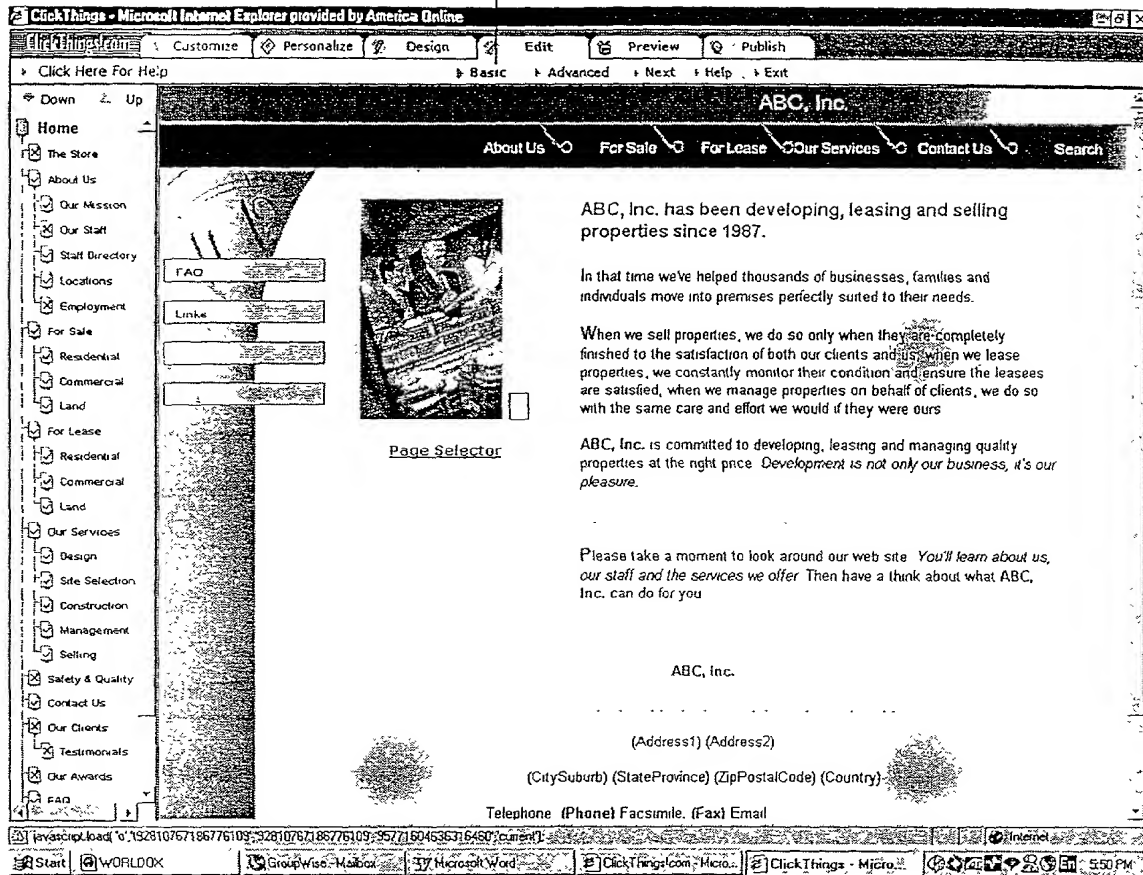 ClickThings - Microsoft Internet Explorer provided by America Online
ClickThings.com Customize Personalize Design Edit Preview Publish
Click Here For Help Basic Advanced Next Help Exit
Down Up
Home
The Store
About Us
Our Mission
Our Staff
Staff Directory
Locations
Employment
For Sale
Residential
Commercial
Land
For Lease
Residential
Commercial
Land
Our Services
Design
Site Selection
Construction
Management
Selling
Safety & Quality
Contact Us
Our Clients
Testimonials
Our Awards
FAQ
ABC, Inc.
About Us For Sale For Lease Our Services Contact Us Search
FAQ
Links
Page Selector
ABC, Inc. has been developing, leasing and selling
properties since 1987.
In that time we've helped thousands of businesses, families and
individuals move into premises perfectly suited to their needs.
When we sell properties, we do so only when they are completely
finished to the satisfaction of both our clients and us, when we lease
properties, we constantly monitor their condition and ensure the leasees
are satisfied, when we manage properties on behalf of clients, we do so
with the same care and effort we would if they were ours
ABC, Inc. is committed to developing, leasing and managing quality
properties at the right price Development is not only our business, it's our
pleasure.
Please take a moment to look around our web site You'll learn about us,
our staff and the services we offer Then have a think about what ABC,
Inc. can do for you
ABC, Inc.
(Address1) (Address2)
(CitySuburb) (StateProvince) (ZipPostalCode) (Country)
Telephone (Phone) Facsimile. (Fax) Email
Internet
Start WORLDOX GroupWise - Mailbox Microsoft Word ClickThings.com - Micro... ClickThings - Micro... 5:50 PM